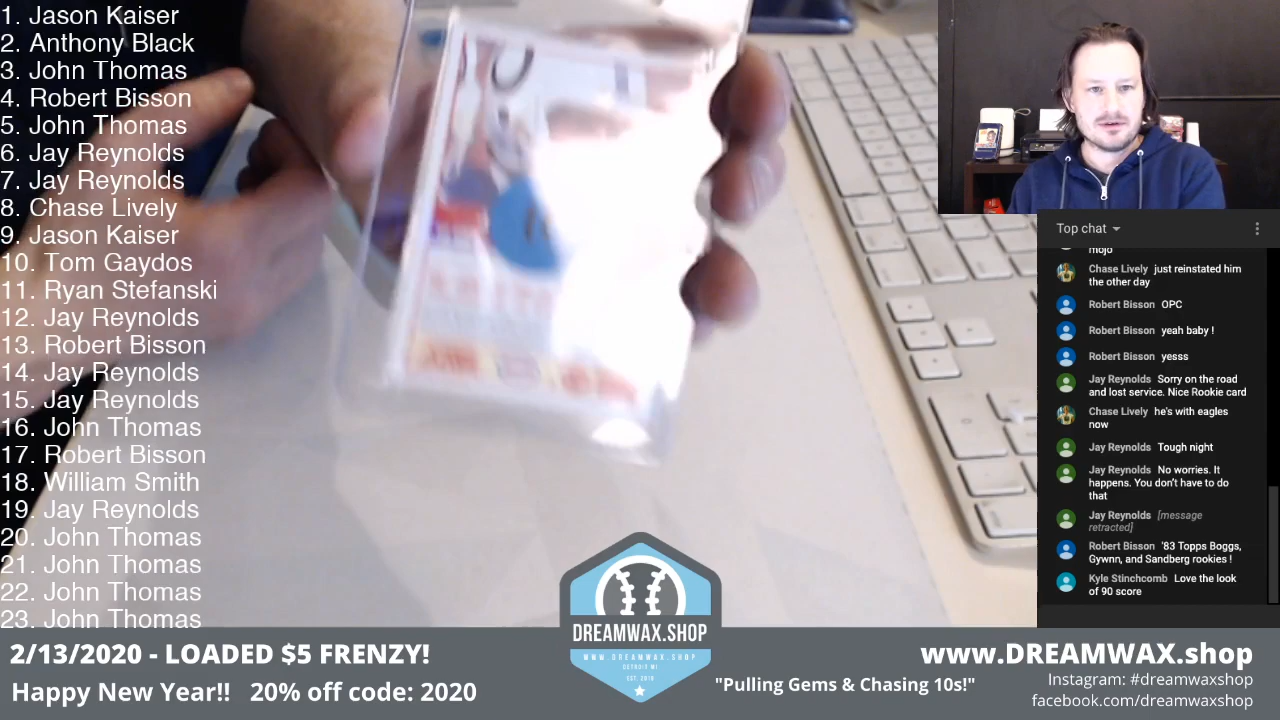 1. Jason Kaiser
2. Anthony Black
3. John Thomas
4. Robert Bisson
5. John Thomas
6. Jay Reynolds
7. Jay Reynolds
8. Chase Lively
9. Jason Kaiser
10. Tom Gaydos
11. Ryan Stefanski
12. Jay Reynolds
13. Robert Bisson
14. Jay Reynolds
15. Jay Reynolds
16. John Thomas
17. Robert Bisson
18. William Smith
19. Jay Reynolds
20. John Thomas
21. John Thomas
22. John Thomas
23. John Thomas
Top chat
mojo
Chase Lively just reinstated him
the other day
Robert Bisson OPC
Robert Bisson yeah baby !
Robert Bisson yesss
Jay Reynolds Sorry on the road
and lost service. Nice Rookie card
Chase Lively he's with eagles
now
Jay Reynolds Tough night
Jay Reynolds No worries. It
happens. You don't have to do
that
Jay Reynolds [message
retracted]
Robert Bisson '83 Topps Boggs,
Gywnn, and Sandberg rookies !
Kyle Stinchcomb Love the look
of 90 score
DREAMWAX.SHOP
WWW.DREAMWAX.SHOP
DETROIT MI
EST. 2019
2/13/2020 - LOADED $5 FRENZY!
Happy New Year!! 20% off code: 2020
"Pulling Gems & Chasing 10s!"
www.DREAMWAX.shop
Instagram: #dreamwaxshop
facebook.com/dreamwaxshop